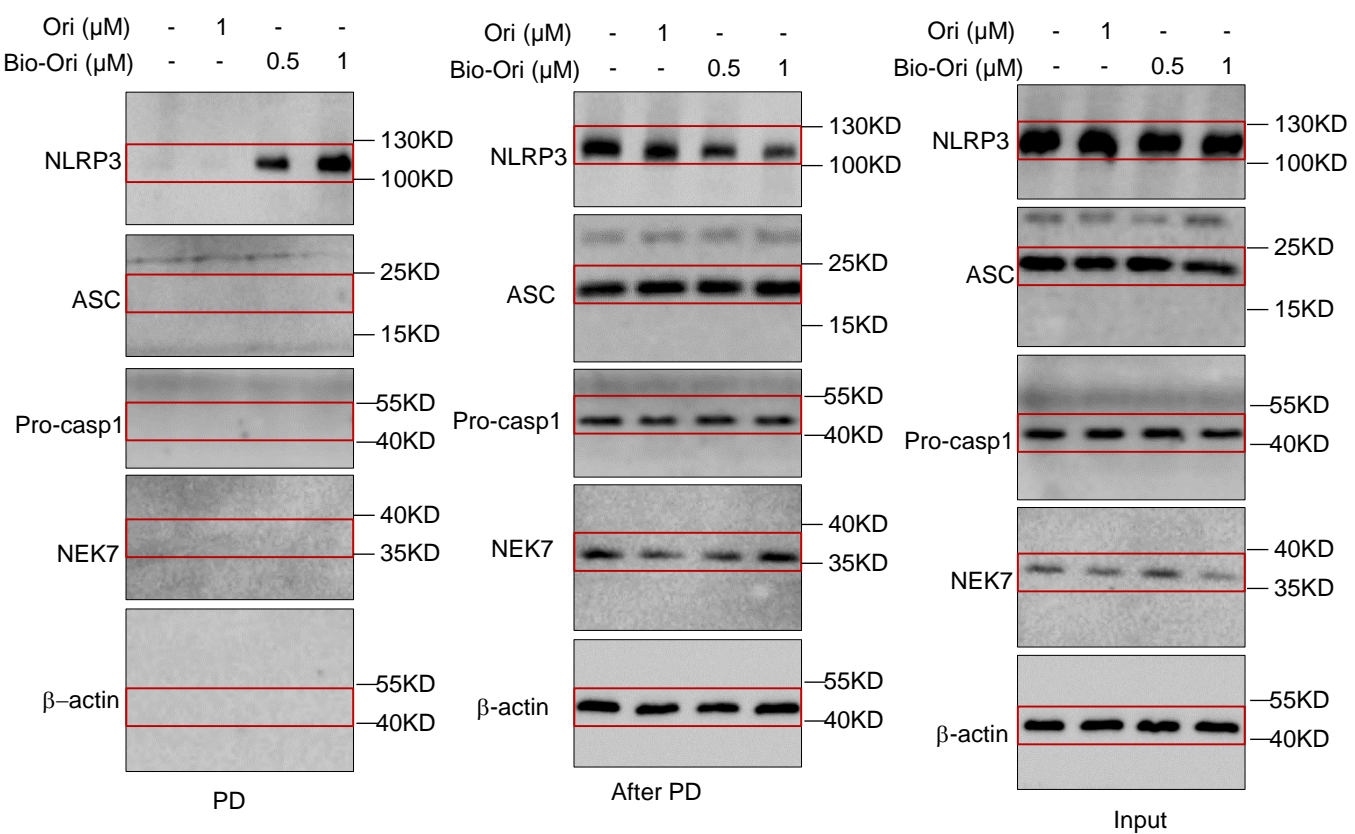 Ori (μM) - 1 - -
Bio-Ori (μM) - - 0.5 1
NLRP3
130KD
100KD
ASC
25KD
15KD
Pro-casp1
55KD
40KD
NEK7
40KD
35KD
β–actin
55KD
40KD
PD
Ori (μM) - 1 - -
Bio-Ori (μM) - - 0.5 1
NLRP3
130KD
100KD
ASC
25KD
15KD
Pro-casp1
55KD
40KD
NEK7
40KD
35KD
β-actin
55KD
40KD
After PD
Ori (μM) - 1 - -
Bio-Ori (μM) - - 0.5 1
NLRP3
130KD
100KD
ASC
25KD
15KD
Pro-casp1
55KD
40KD
NEK7
40KD
35KD
β-actin
55KD
40KD
Input